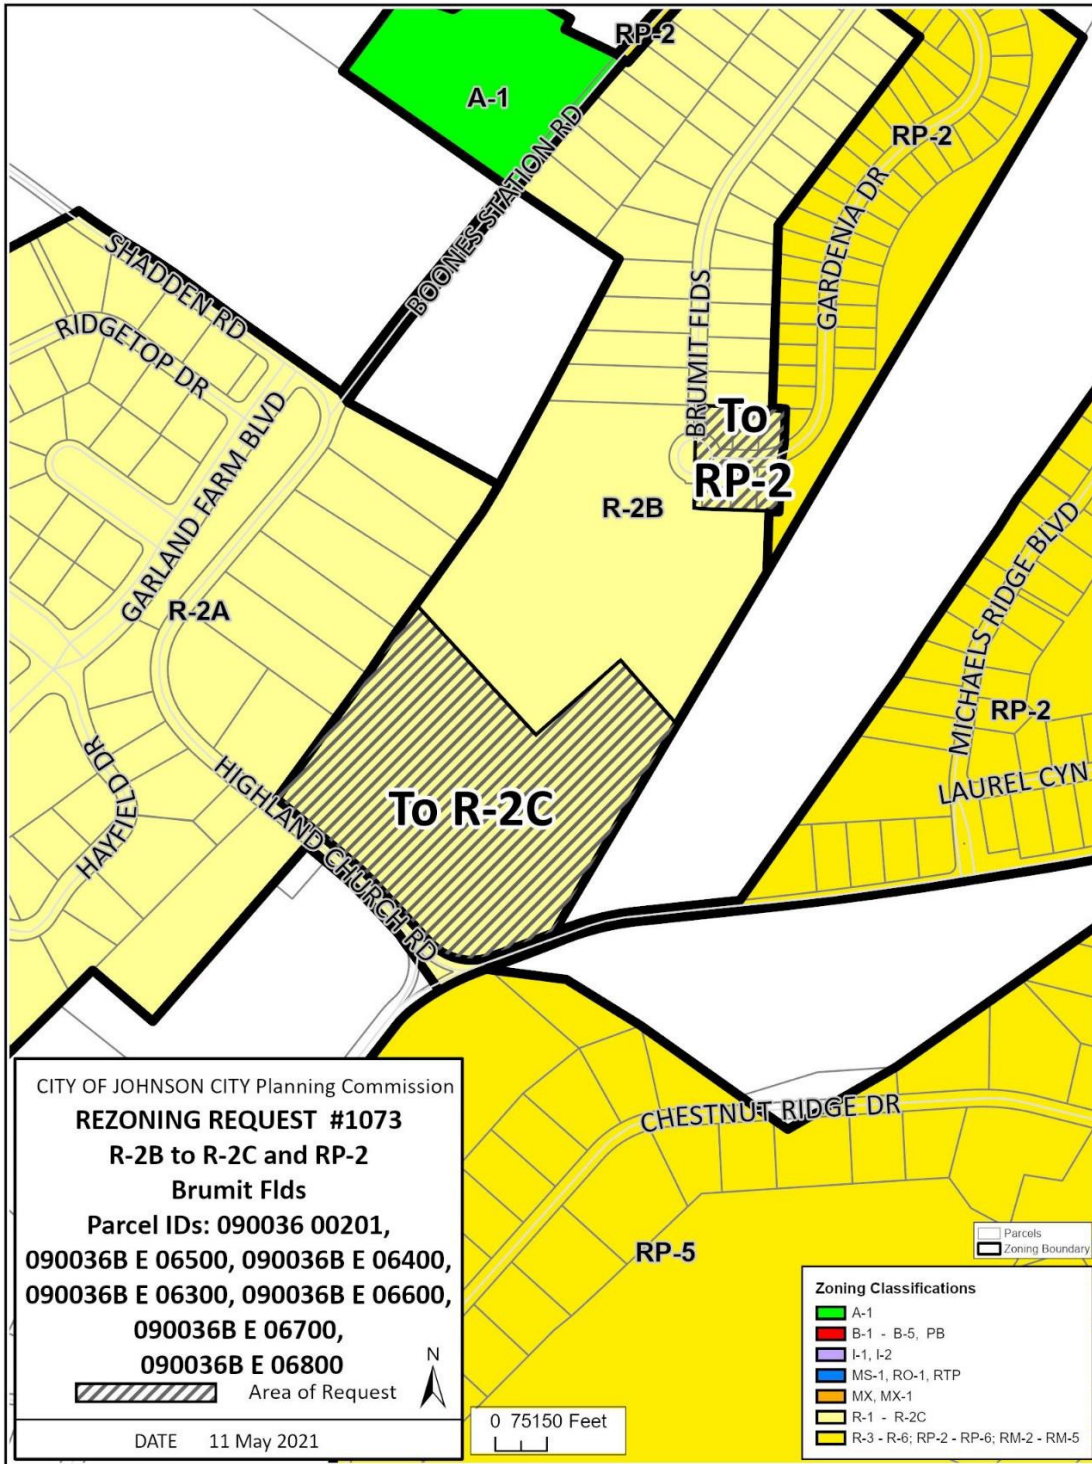 RP-2
A-1
BOONES STATION RD
RP-2
GARDENIA DR
SHADDEN RD
RIDGETOP DR
GARLAND FARM BLVD
BRUMIT FLDS
To
RP-2
R-2B
R-2A
MICHAELS RIDGE BLVD
RP-2
LAUREL CYN
HAYFIELD DR
HIGHLAND CHURCH RD
To R-2C
CHESTNUT RIDGE DR
RP-5
CITY OF JOHNSON CITY Planning Commission
REZONING REQUEST #1073
R-2B to R-2C and RP-2
Brumit Flds
Parcel IDs: 090036 00201,
090036B E 06500, 090036B E 06400,
090036B E 06300, 090036B E 06600,
090036B E 06700,
090036B E 06800
Area of Request
N
DATE 11 May 2021
0 75150 Feet
Parcels
Zoning Boundary
Zoning Classifications
A-1
B-1 - B-5, PB
I-1, I-2
MS-1, RO-1, RTP
MX, MX-1
R-1 - R-2C
R-3 - R-6; RP-2 - RP-6; RM-2 - RM-5